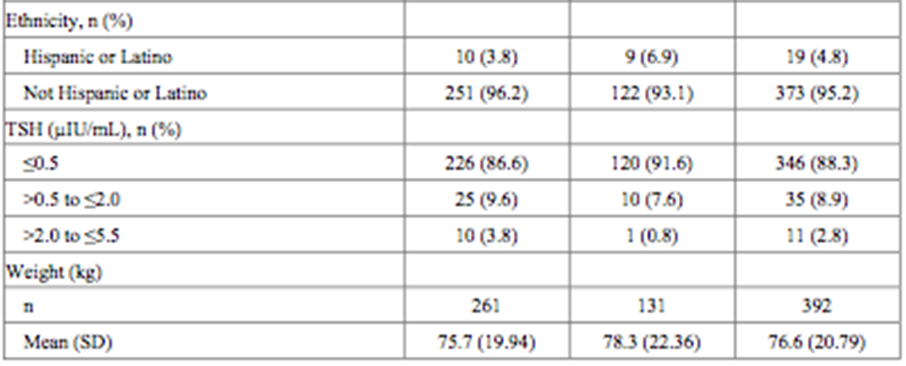 Ethnicity, n (%)
Hispanic or Latino 10 (3.8) 9 (6.9) 19 (4.8)
Not Hispanic or Latino 251 (96.2) 122 (93.1) 373 (95.2)
TSH (μIU/mL), n (%)
≤0.5 226 (86.6) 120 (91.6) 346 (88.3)
>0.5 to ≤2.0 25 (9.6) 10 (7.6) 35 (8.9)
>2.0 to ≤5.5 10 (3.8) 1 (0.8) 11 (2.8)
Weight (kg)
n 261 131 392
Mean (SD) 75.7 (19.94) 78.3 (22.36) 76.6 (20.79)